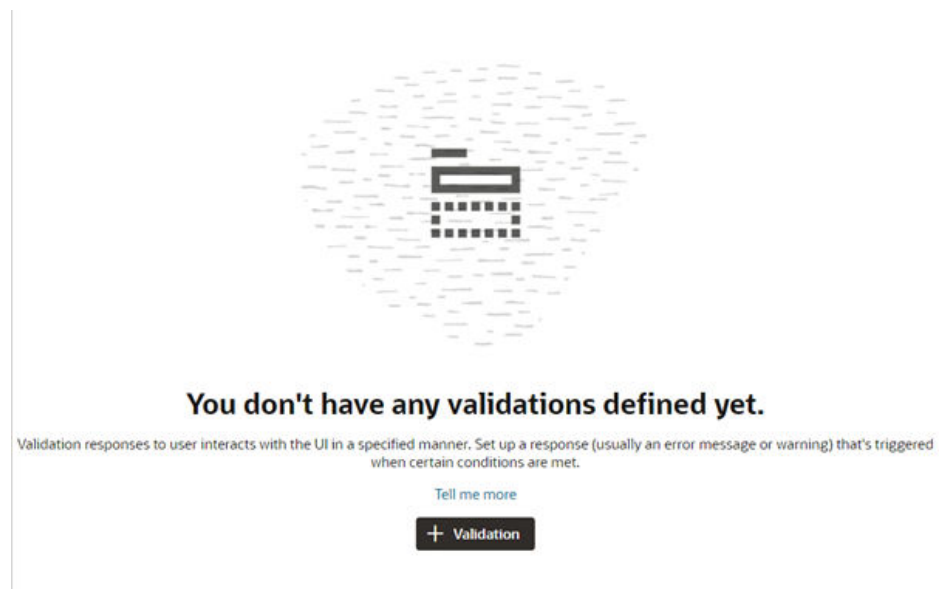 You don't have any validations defined yet.
Validation responses to user interacts with the UI in a specified manner. Set up a response (usually an error message or warning) that's triggered
when certain conditions are met.
Tell me more
+ Validation